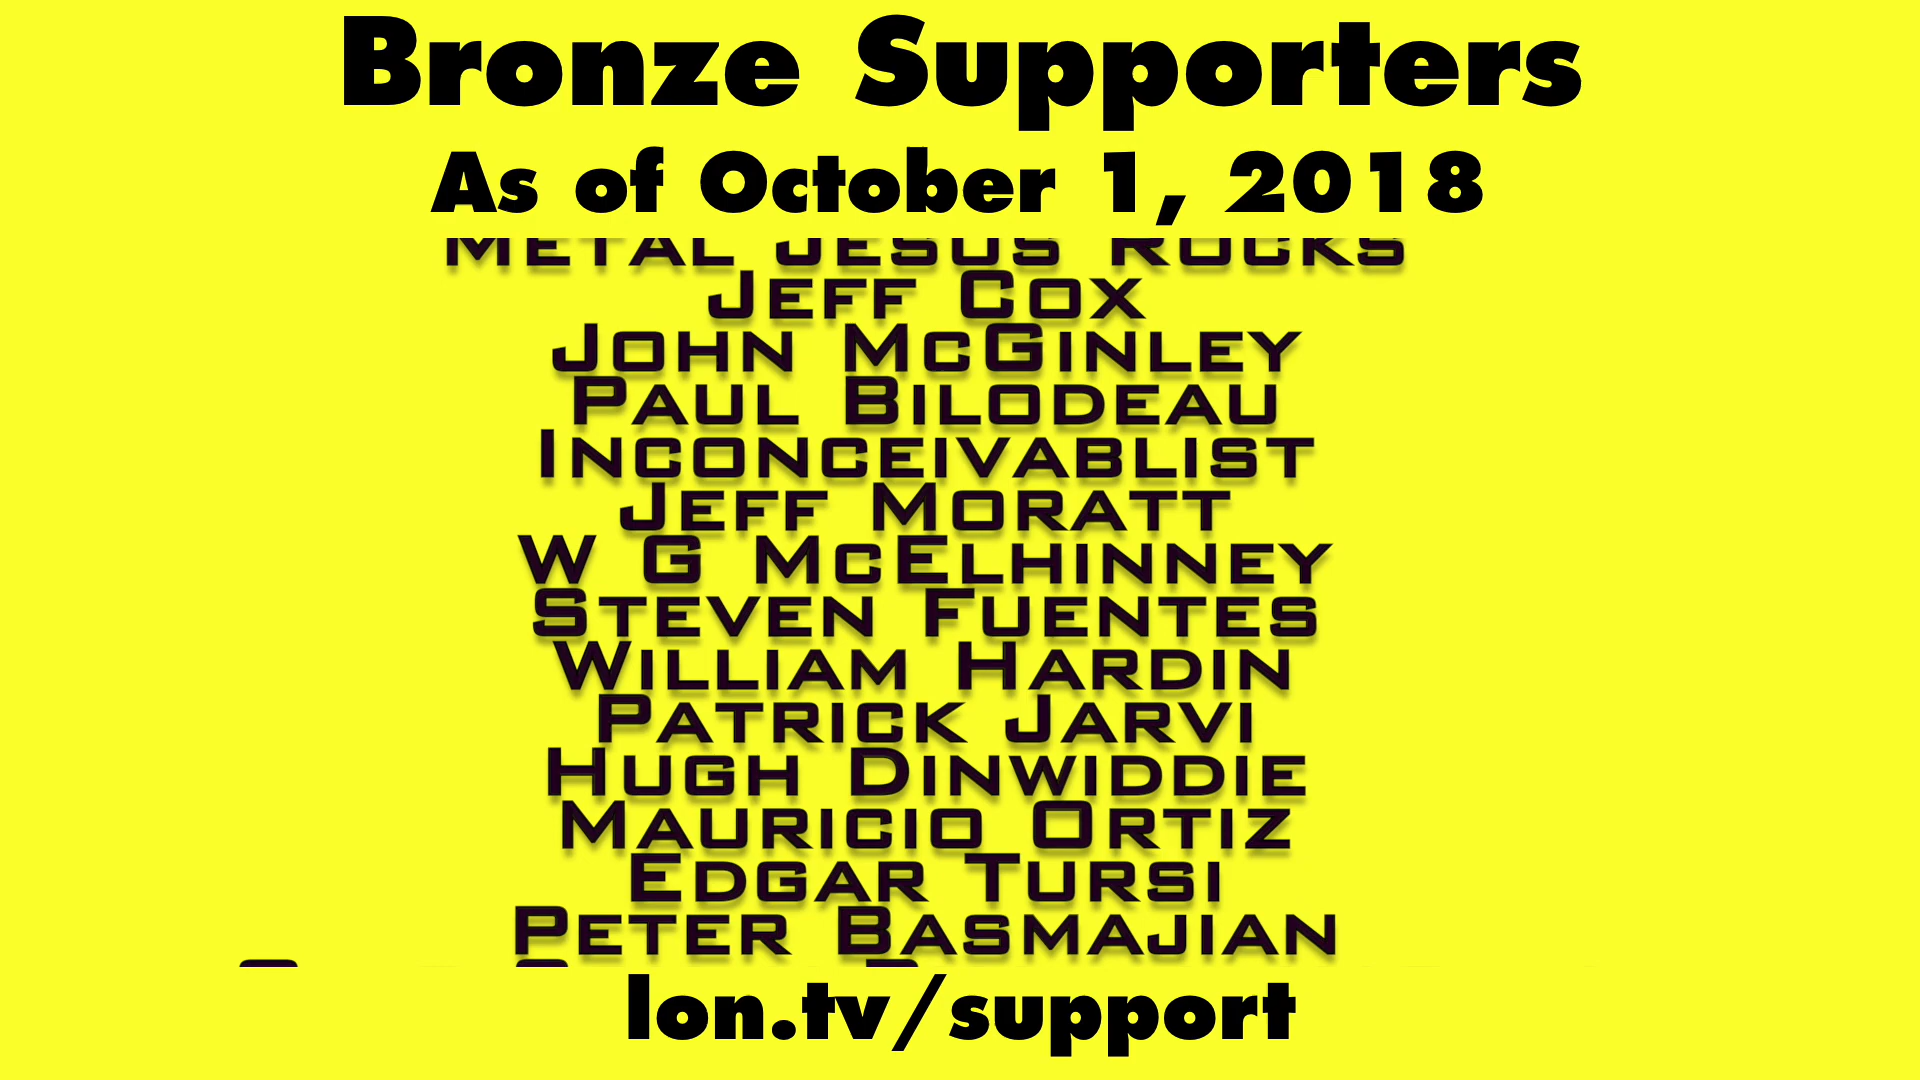 Bronze Supporters
As of October 1, 2018
Metal Jesus Rocks
Jeff Cox
John McGinley
Paul Bilodeau
Inconceivablist
Jeff Moratt
W G McElhinney
Steven Fuentes
William Hardin
Patrick Jarvi
Hugh Dinwiddie
Mauricio Ortiz
Edgar Tursi
Peter Basmajian
lon.tv/support